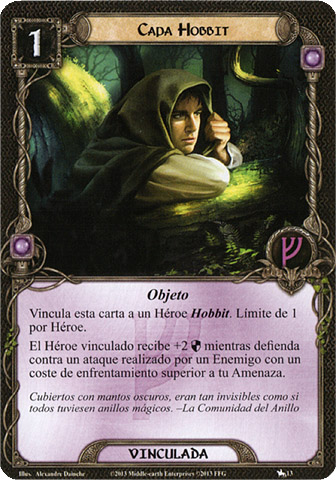 1
Capa Hobbit
Objeto
Vincula esta carta a un Héroe Hobbit. Límite de 1
por Héroe.
El Héroe vinculado recibe +2 mientras defienda
contra un ataque realizado por un Enemigo con un
coste de enfrentamiento superior a tu Amenaza.
Cubiertos con mantos oscuros, eran tan invisibles como si
todos tuviesen anillos mágicos. –La Comunidad del Anillo
VINCULADA
Illus. Alexandre Dainche ©2013 Middle-earth Enterprises ©2013 FFG 13